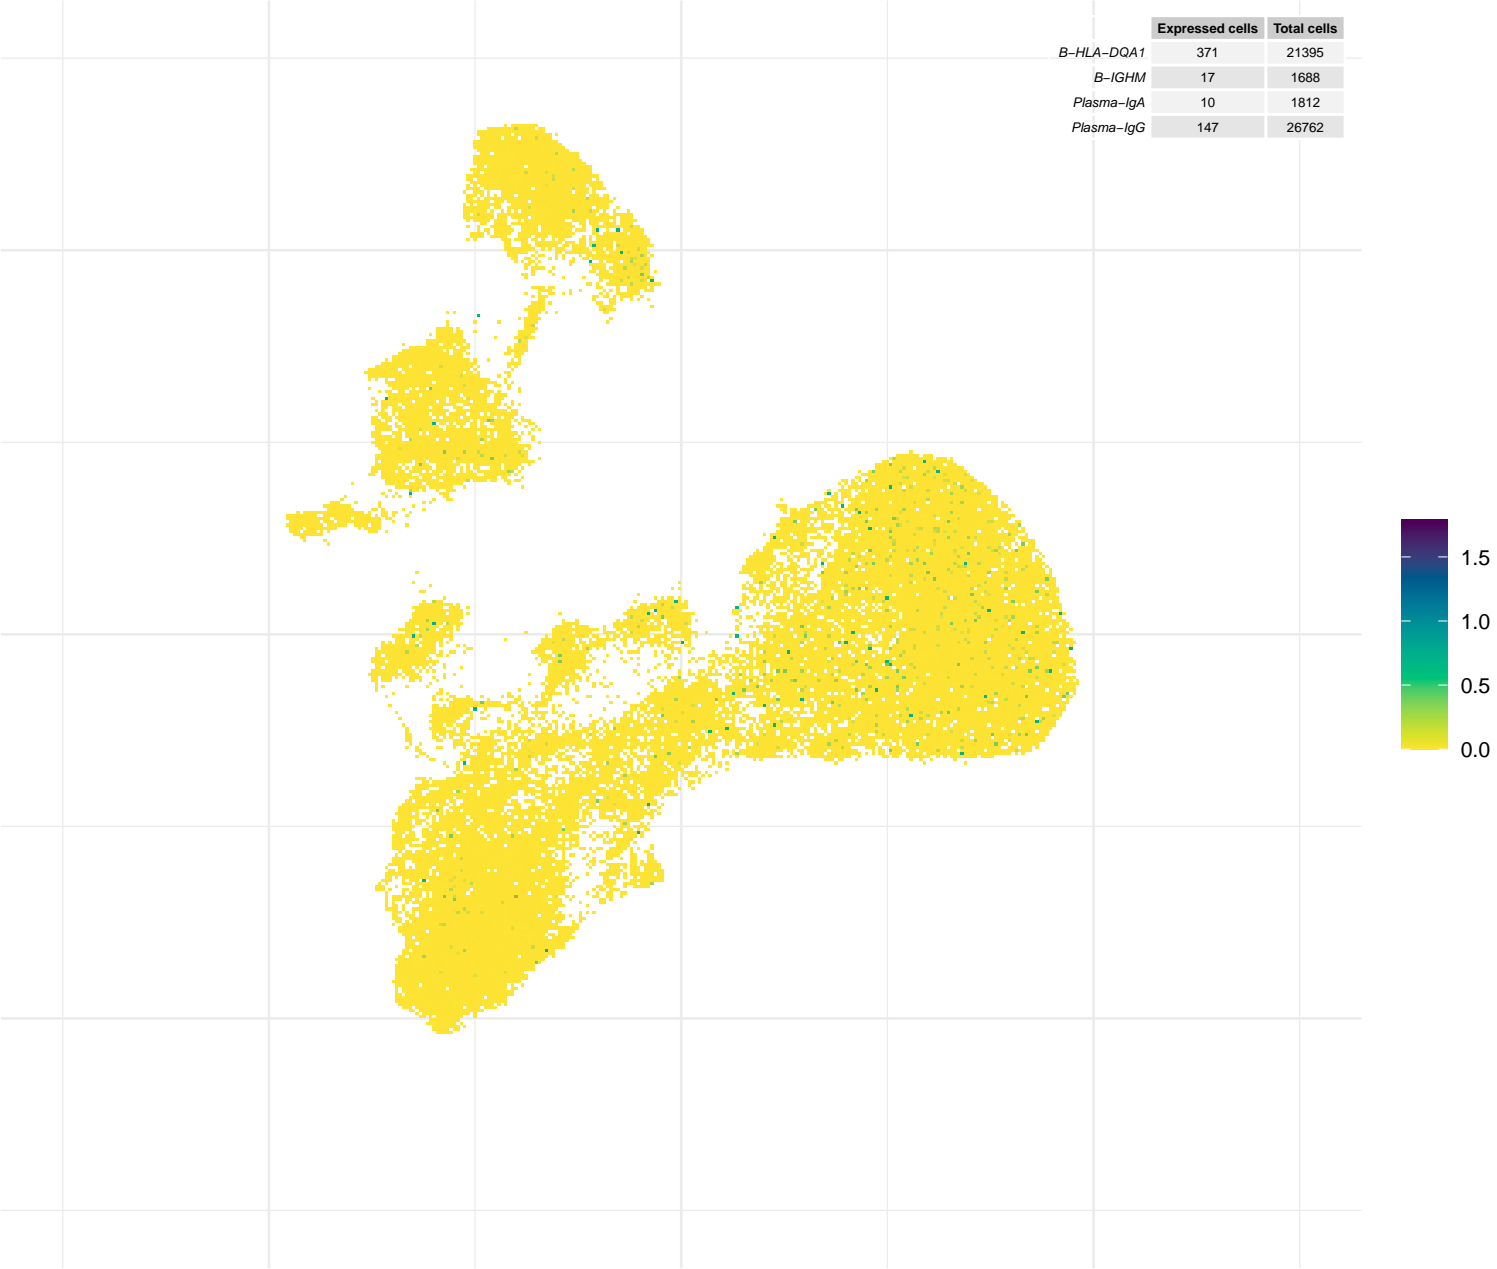 Expressed cells Total cells
B−HLA−DQA1 371 21395
B−IGHM 17 1688
Plasma−IgA 10 1812
Plasma−IgG 147 26762
1.5
1.0
0.5
0.0